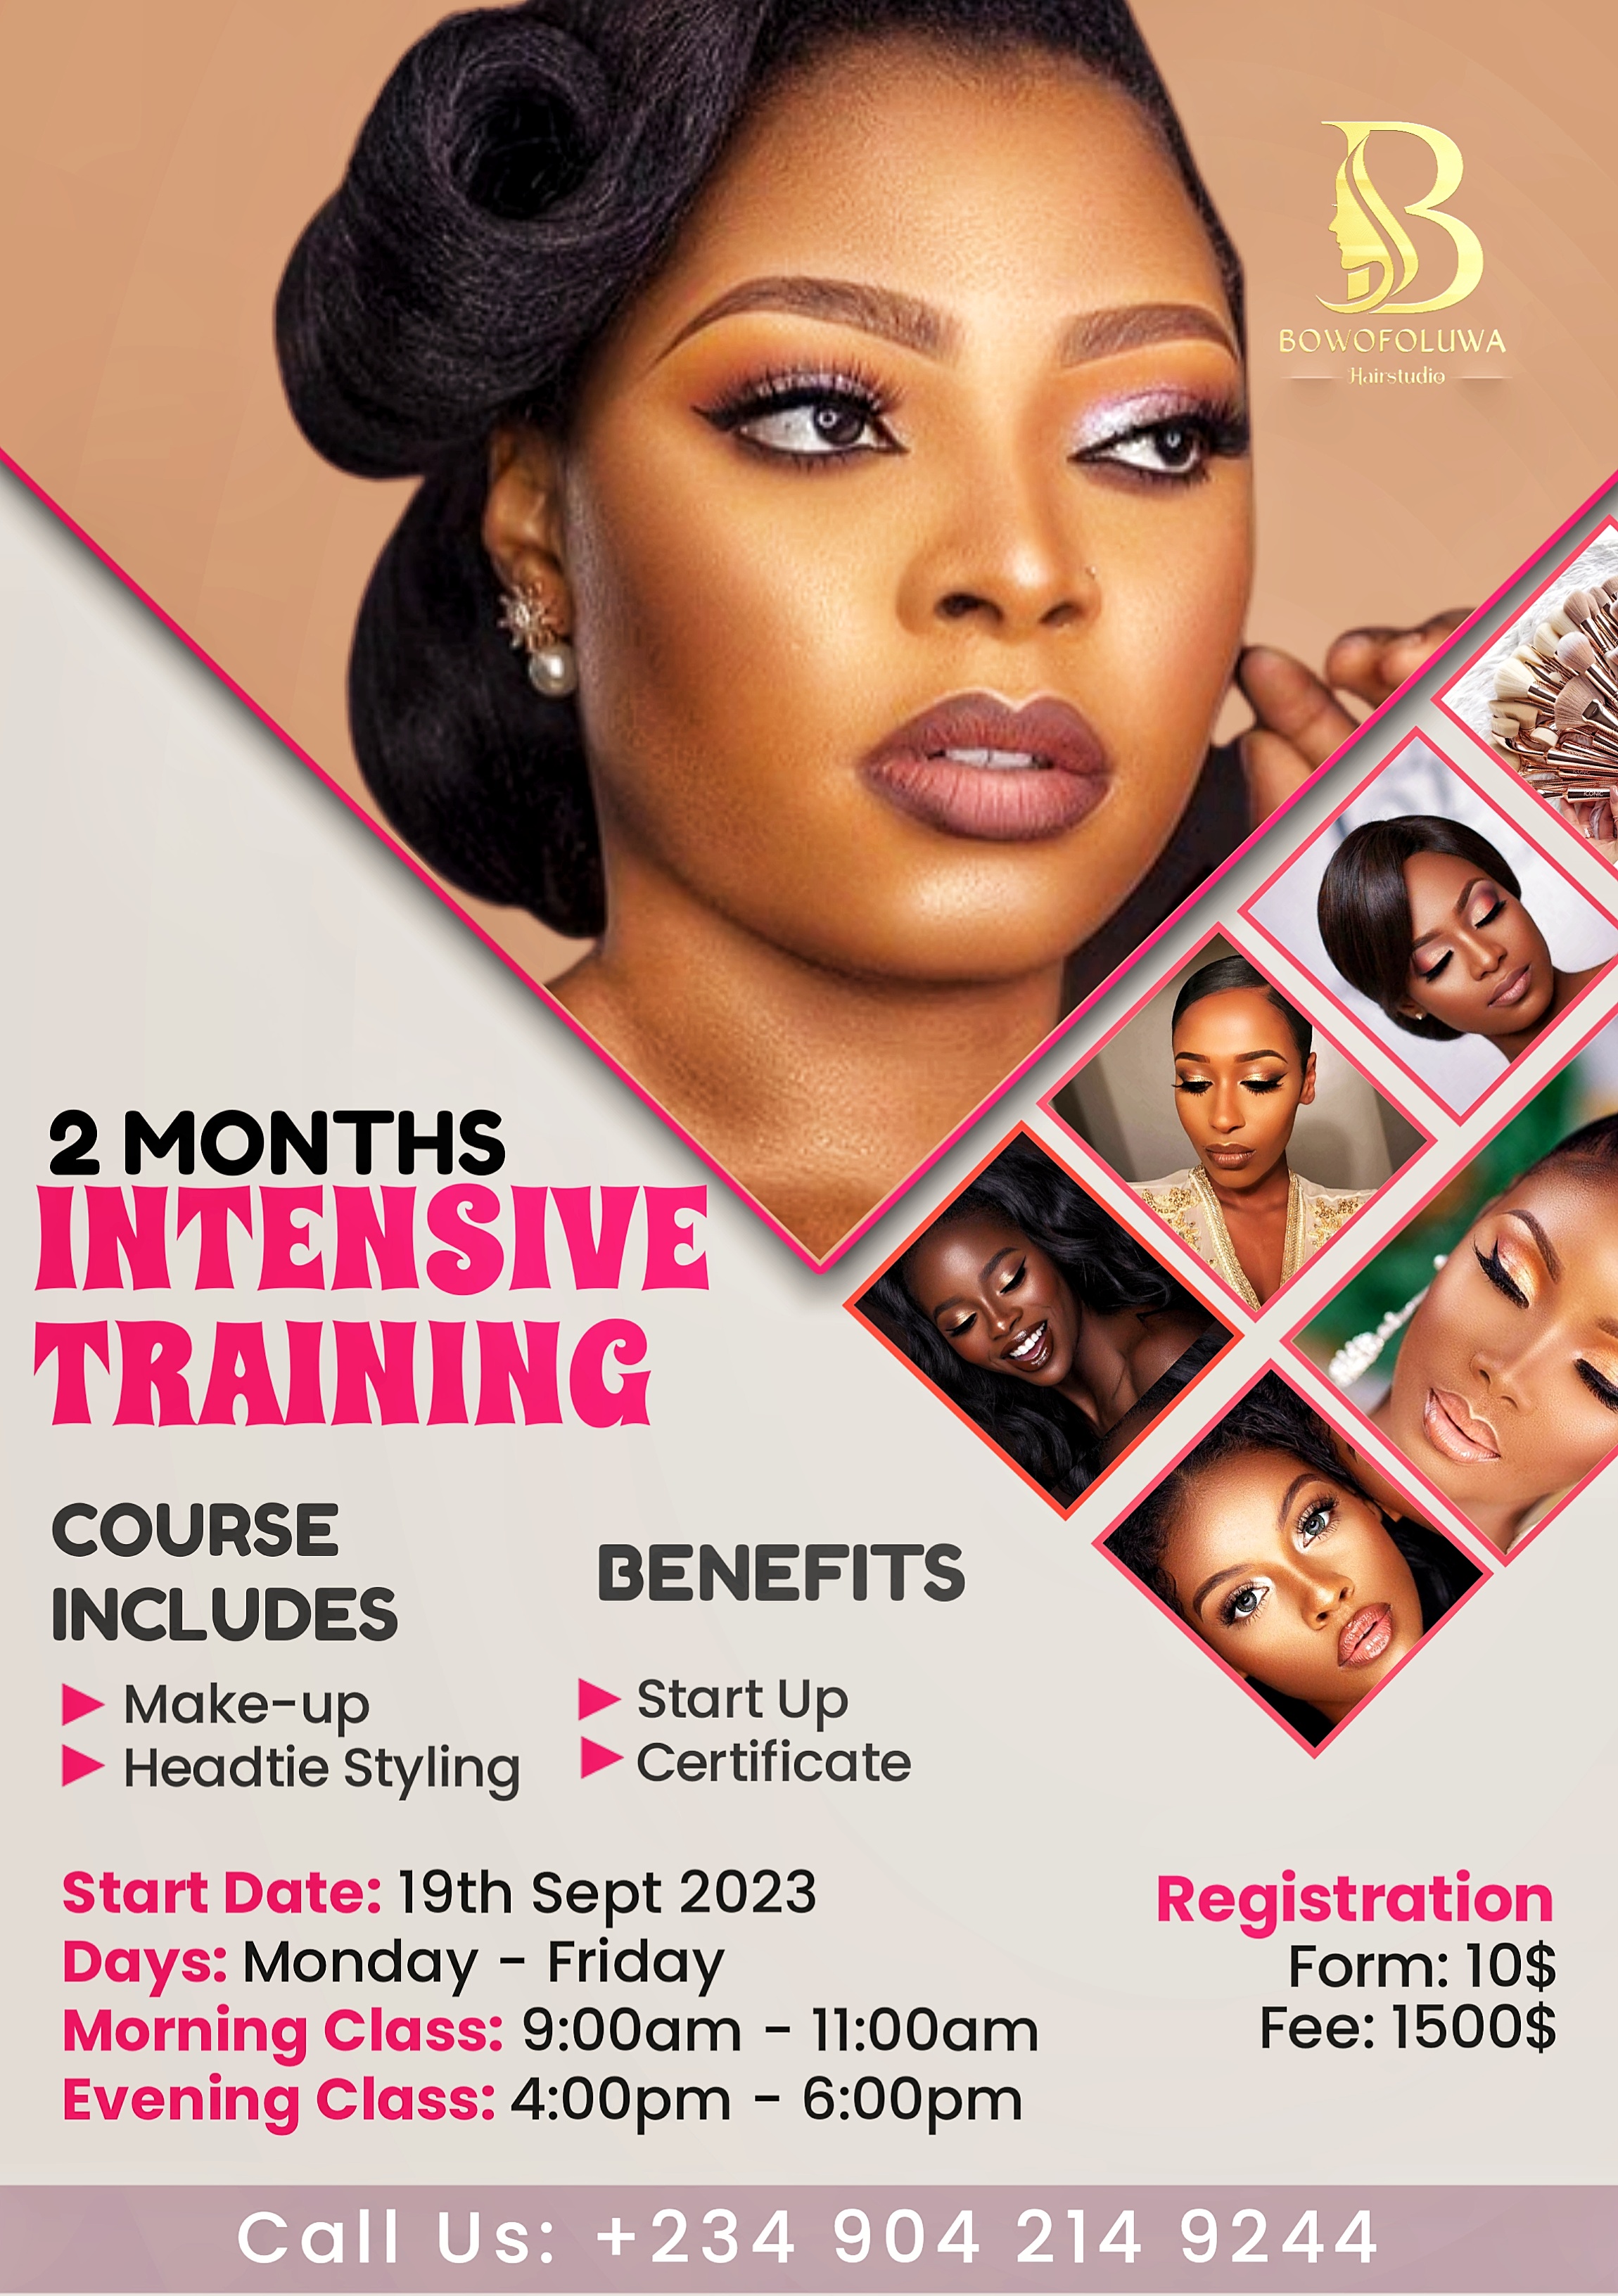 BOWOFOLUWA
Hairstudio
2 MONTHS
INTENSIVE
TRAINING
COURSE
INCLUDES
Make-up
Headtie Styling
BENEFITS
Start Up
Certificate
Start Date: 19th Sept 2023
Days: Monday - Friday
Morning Class: 9:00am - 11:00am
Evening Class: 4:00pm - 6:00pm
Registration
Form: 10$
Fee: 1500$
Call Us: +234 904 214 9244